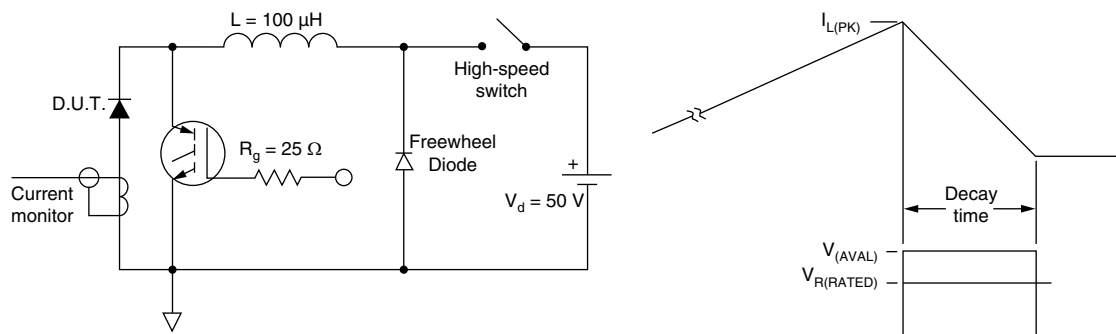 L = 100 µH
D.U.T.
High-speed
switch
R_g = 25 Ω
Freewheel
Diode
+
V_d = 50 V
Current
monitor
I_L(PK)
Decay
time
V_(AVAL)
V_R(RATED)